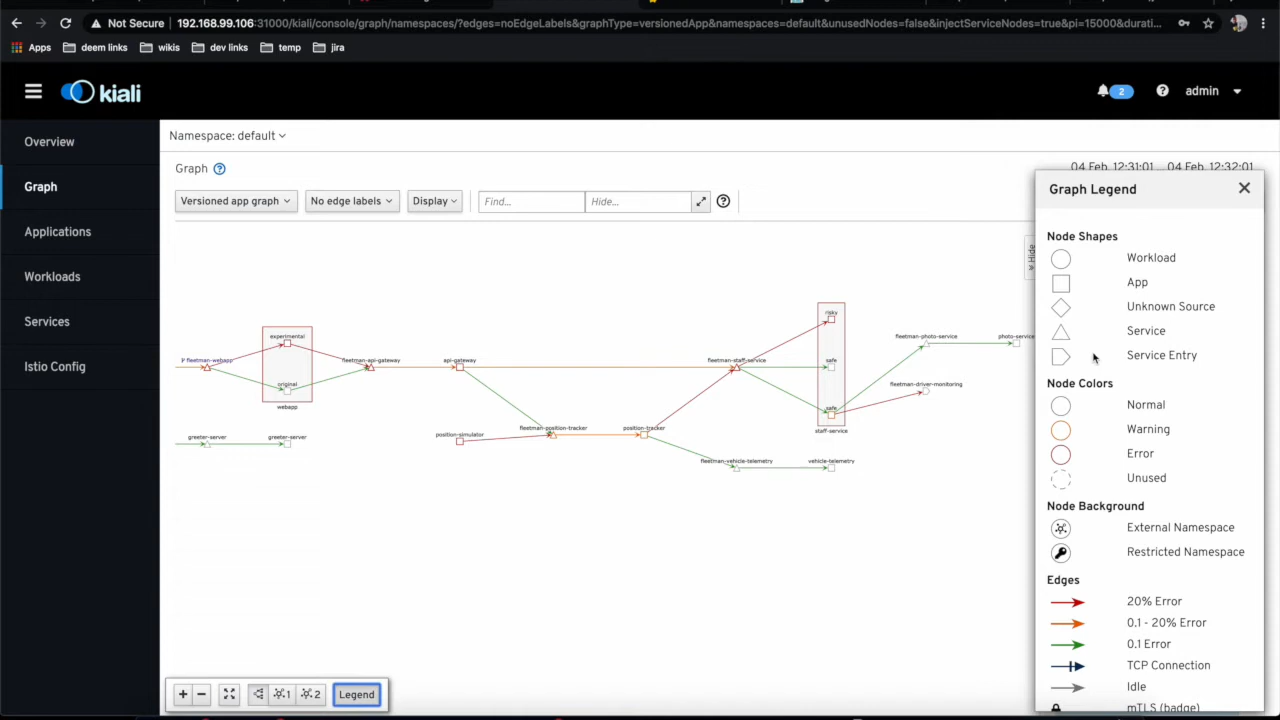 Not Secure
192.168.99.106:31000/kiali/console/graph/namespaces/?edges=noEdgeLabels&graphType=versionedApp&namespaces=default&unusedNodes=false&injectServiceNodes=true&pi=15000&durati...
Apps deem links wikis dev links temp jira
kiali
2
admin
Overview
Graph
Applications
Workloads
Services
Istio Config
Namespace: default
Graph
04 Feb, 12:31:01 04 Feb, 12:32:01
Versioned app graph No edge labels Display Find... Hide...
Hide
risky
experimental
fleetman-photo-service
photo-service
P fleetman-webapp
fleetman-api-gateway
api-gateway
fleetman-staff-service
safe
original
fleetman-driver-monitoring
webapp
safe
fleetman-position-tracker
staff-service
greeter-server
greeter-server
position-simulator
position-tracker
fleetman-vehicle-telemetry
vehicle-telemetry
1
2
Legend
Graph Legend
Node Shapes
Workload
App
Unknown Source
Service
Service Entry
Node Colors
Normal
Warning
Error
Unused
Node Background
External Namespace
Restricted Namespace
Edges
20% Error
0.1 - 20% Error
0.1 Error
TCP Connection
Idle
mTLS (badge)